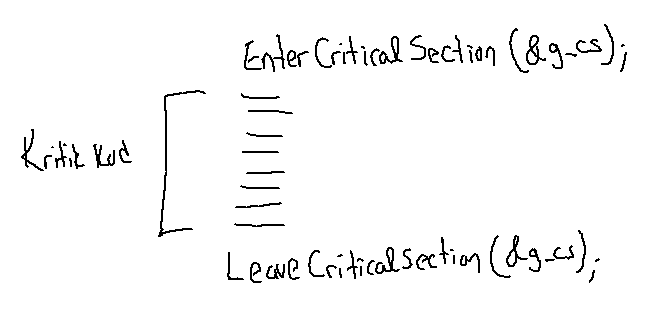 EnterCriticalSection(&g_cs);
Kritik Kod
LeaveCriticalSection(&g_cs);